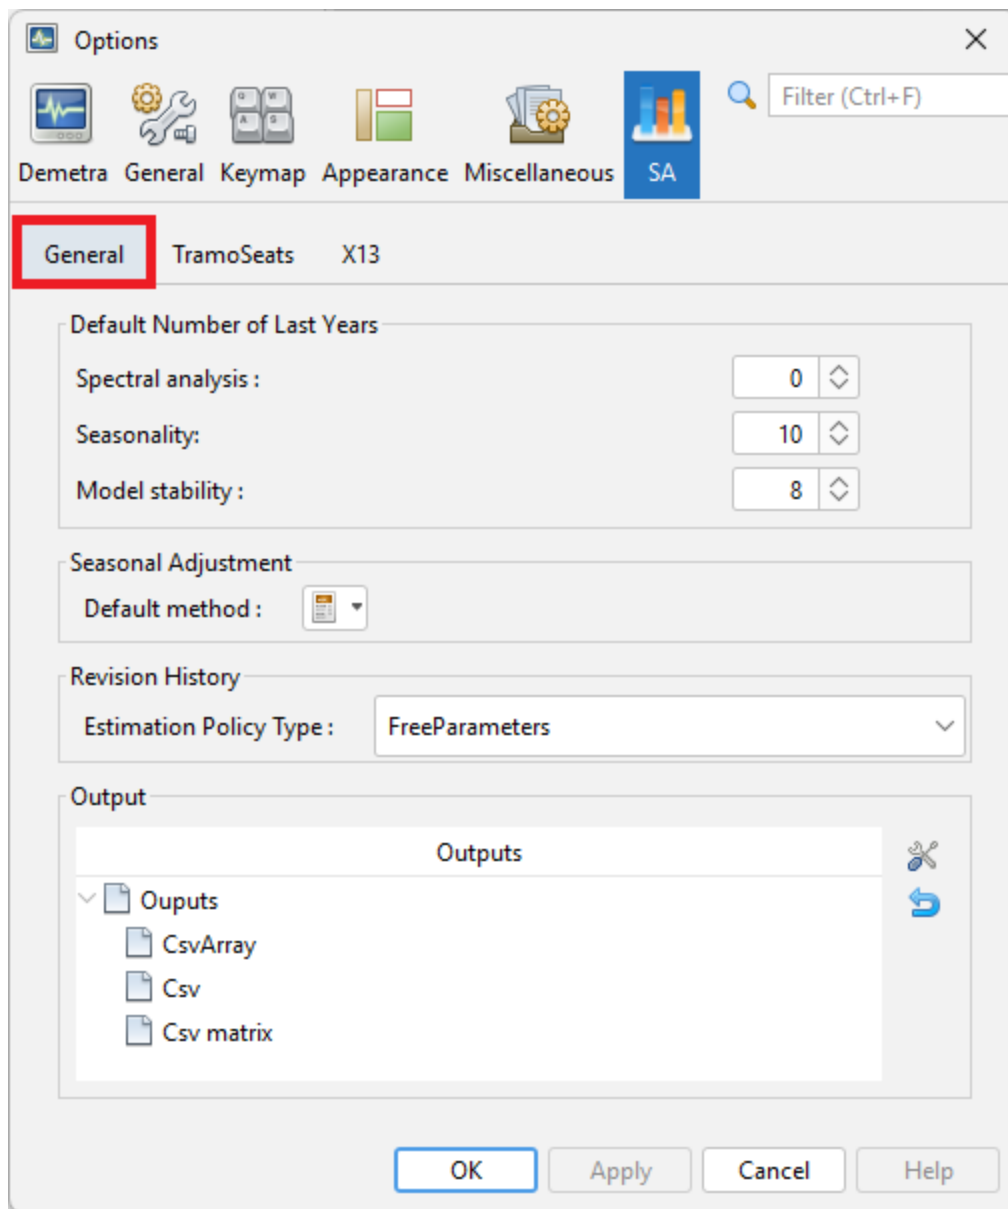 Options
Filter (Ctrl+F)
Demetra General Keymap Appearance Miscellaneous SA
General TramoSeats X13
Default Number of Last Years
Spectral analysis : 0
Seasonality: 10
Model stability : 8
Seasonal Adjustment
Default method :
Revision History
Estimation Policy Type : FreeParameters
Output
Outputs
Ouputs
CsvArray
Csv
Csv matrix
OK Apply Cancel Help